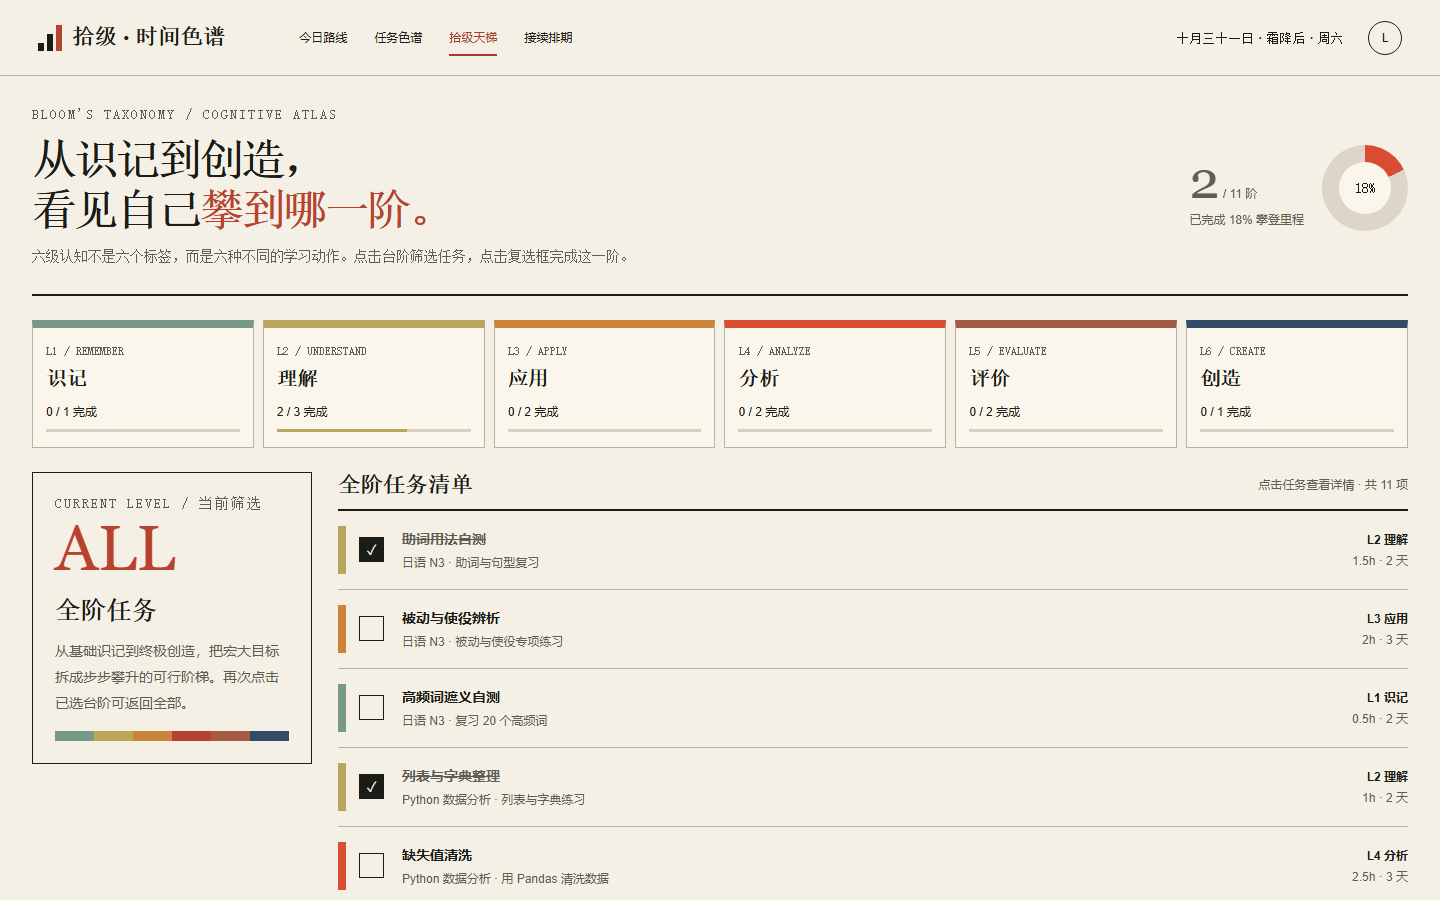 拾级 · 时间色谱
今日路线
任务色谱
拾级天梯
接续排期
十月三十一日 · 霜降后 · 周六
L
BLOOM'S TAXONOMY / COGNITIVE ATLAS
从识记到创造，
看见自己攀到哪一阶。
六级认知不是六个标签，而是六种不同的学习动作。点击台阶筛选任务，点击复选框完成这一阶。
2 / 11 阶
已完成 18% 攀登里程
18%
L1 / REMEMBER
识记
0 / 1 完成
L2 / UNDERSTAND
理解
2 / 3 完成
L3 / APPLY
应用
0 / 2 完成
L4 / ANALYZE
分析
0 / 2 完成
L5 / EVALUATE
评价
0 / 2 完成
L6 / CREATE
创造
0 / 1 完成
CURRENT LEVEL / 当前筛选
ALL
全阶任务
从基础识记到终极创造，把宏大目标
拆成步步攀升的可行阶梯。再次点击
已选台阶可返回全部。
全阶任务清单
点击任务查看详情 · 共 11 项
助词用法自测
日语 N3 · 助词与句型复习
L2 理解
1.5h · 2 天
被动与使役辨析
日语 N3 · 被动与使役专项练习
L3 应用
2h · 3 天
高频词遮义自测
日语 N3 · 复习 20 个高频词
L1 识记
0.5h · 2 天
列表与字典整理
Python 数据分析 · 列表与字典练习
L2 理解
1h · 2 天
缺失值清洗
Python 数据分析 · 用 Pandas 清洗数据
L4 分析
2.5h · 3 天